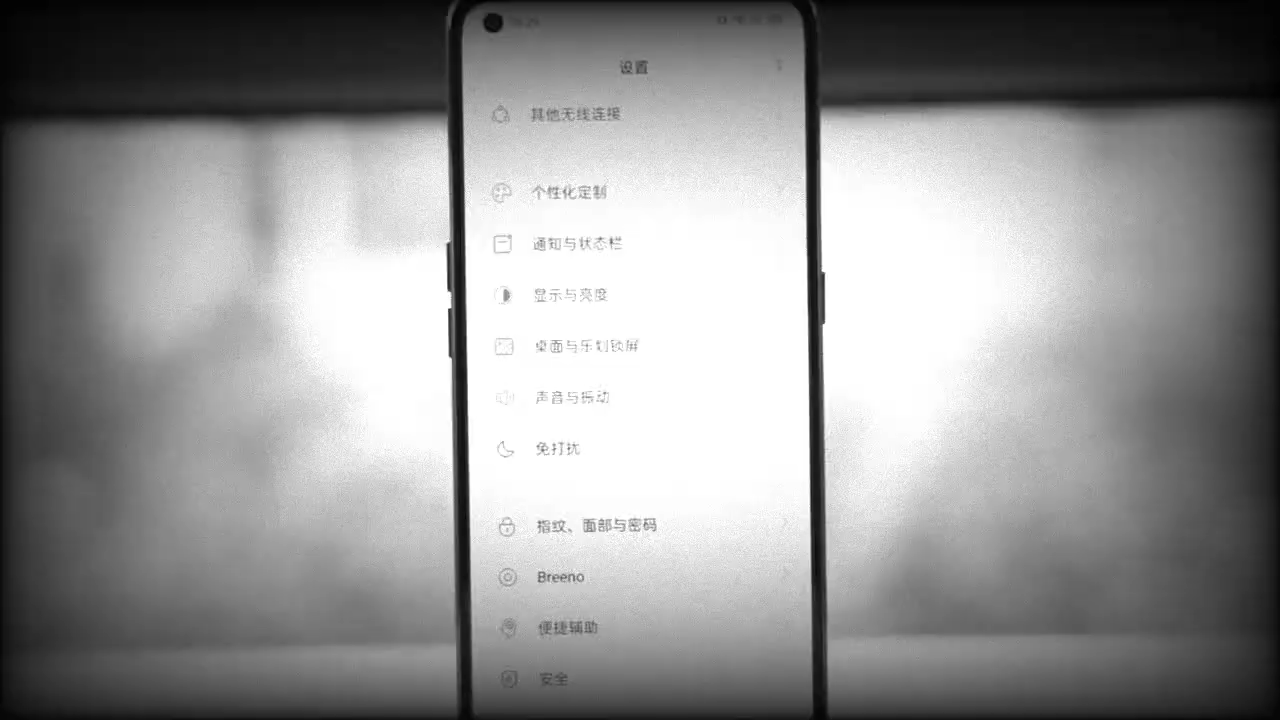 设置
其他无线连接
个性化定制
通知与状态栏
显示与亮度
桌面与乐划锁屏
声音与振动
免打扰
指纹、面部与密码
Breeno
便捷辅助
安全